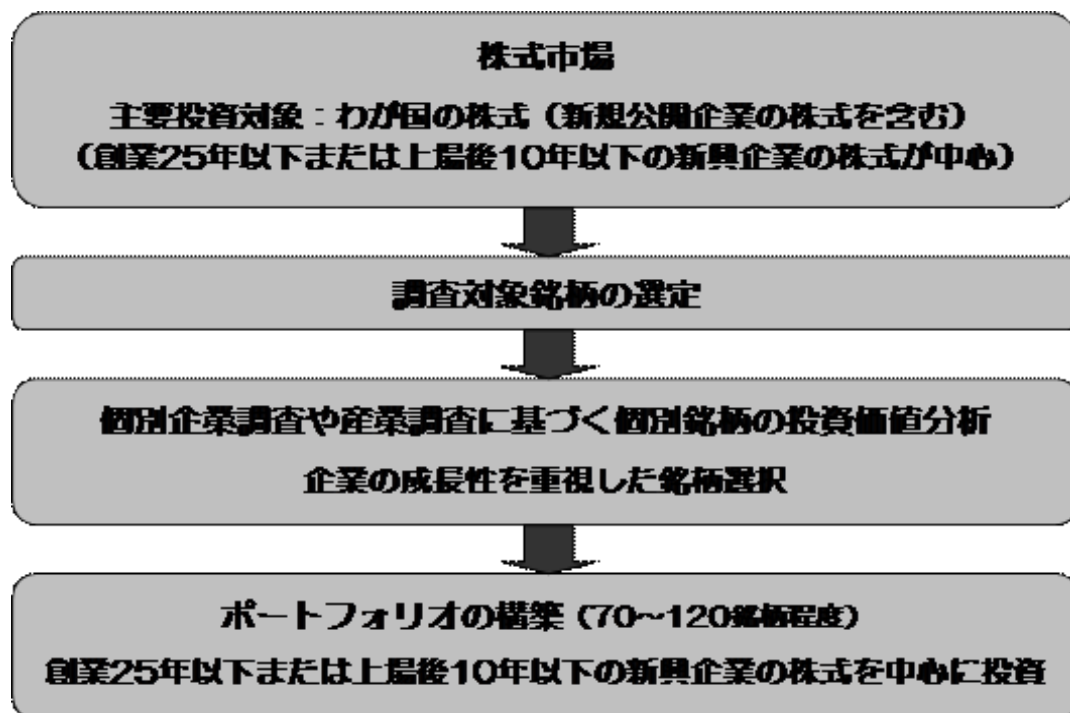 株式市場
主要投資対象：わが国の株式（新規公開企業の株式を含む）
（創業25年以下または上場後10年以下の新興企業の株式が中心）
調査対象銘柄の選定
個別企業調査や産業調査に基づく個別銘柄の投資価値分析
企業の成長性を重視した銘柄選択
ポートフォリオの構築（70～120銘柄程度）
創業25年以下または上場後10年以下の新興企業の株式を中心に投資